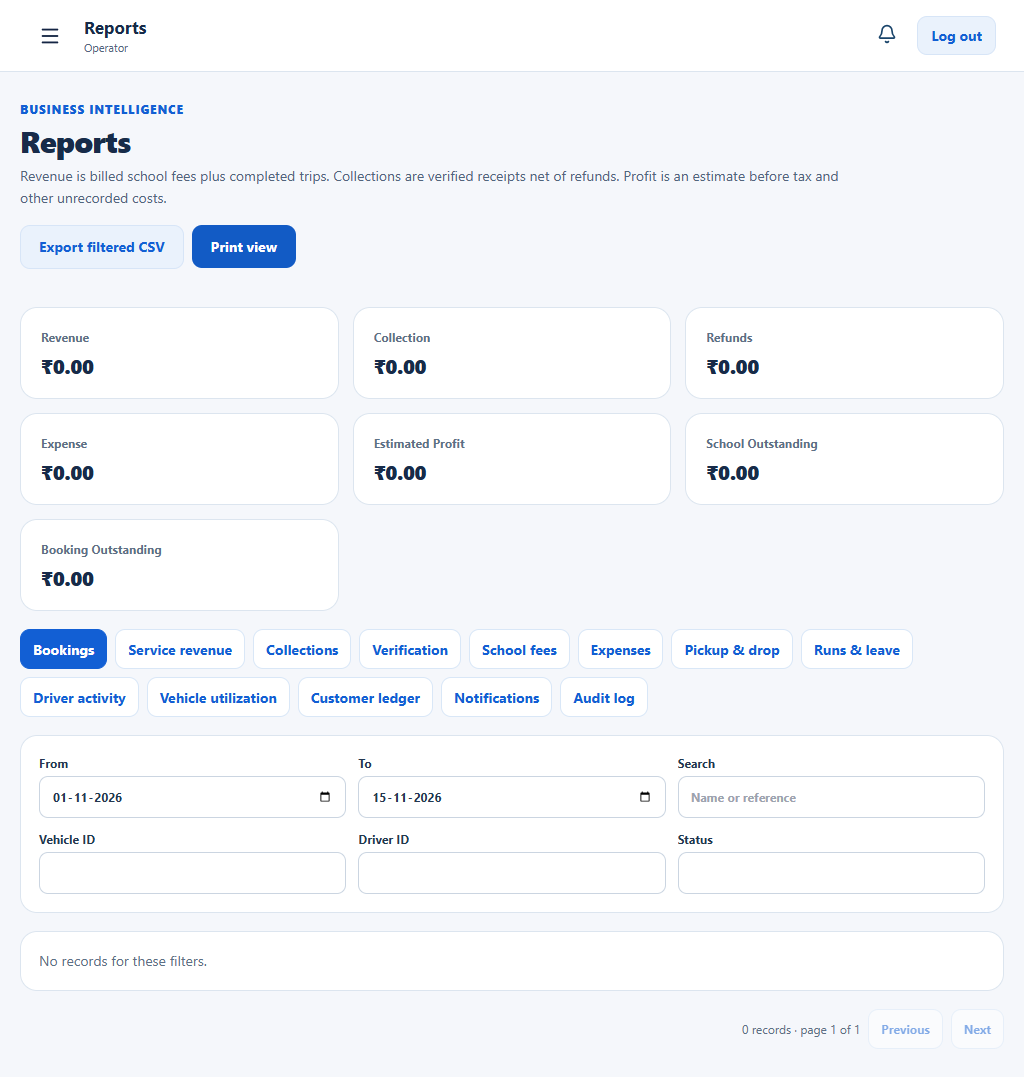 Reports
Operator
Log out
BUSINESS INTELLIGENCE
Reports
Revenue is billed school fees plus completed trips. Collections are verified receipts net of refunds. Profit is an estimate before tax and
other unrecorded costs.
Export filtered CSV
Print view
Revenue
₹0.00
Collection
₹0.00
Refunds
₹0.00
Expense
₹0.00
Estimated Profit
₹0.00
School Outstanding
₹0.00
Booking Outstanding
₹0.00
Bookings Service revenue Collections Verification School fees Expenses Pickup & drop Runs & leave
Driver activity Vehicle utilization Customer ledger Notifications Audit log
From
01-11-2026
To
15-11-2026
Search
Name or reference
Vehicle ID
Driver ID
Status
No records for these filters.
0 records · page 1 of 1 Previous Next